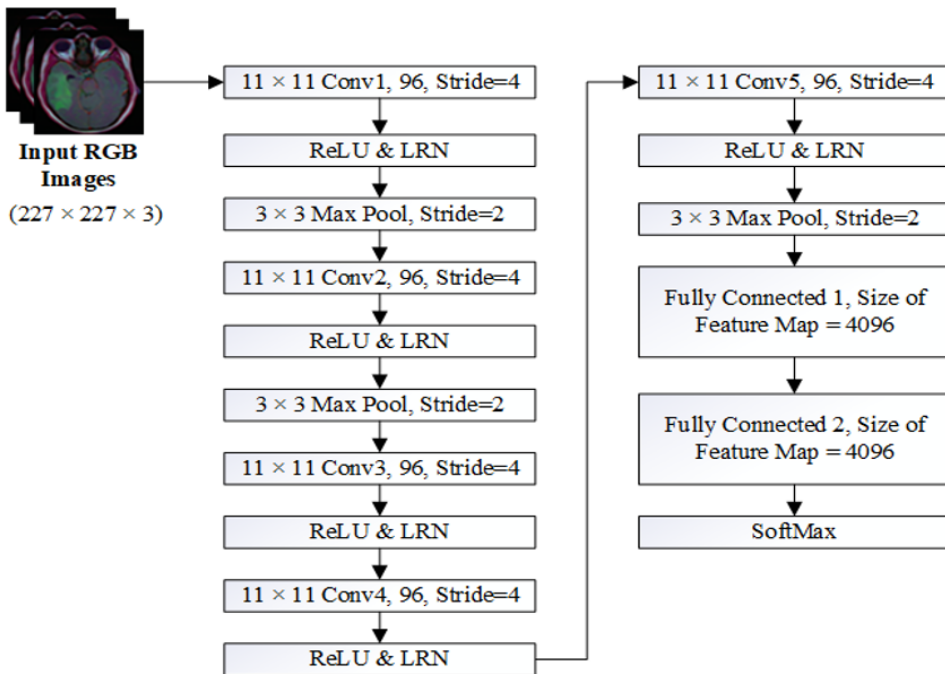 Input RGB
Images
(227 × 227 × 3)
11 × 11 Conv1, 96, Stride=4
ReLU & LRN
3 × 3 Max Pool, Stride=2
11 × 11 Conv2, 96, Stride=4
ReLU & LRN
3 × 3 Max Pool, Stride=2
11 × 11 Conv3, 96, Stride=4
ReLU & LRN
11 × 11 Conv4, 96, Stride=4
ReLU & LRN
11 × 11 Conv5, 96, Stride=4
ReLU & LRN
3 × 3 Max Pool, Stride=2
Fully Connected 1, Size of
Feature Map = 4096
Fully Connected 2, Size of
Feature Map = 4096
SoftMax